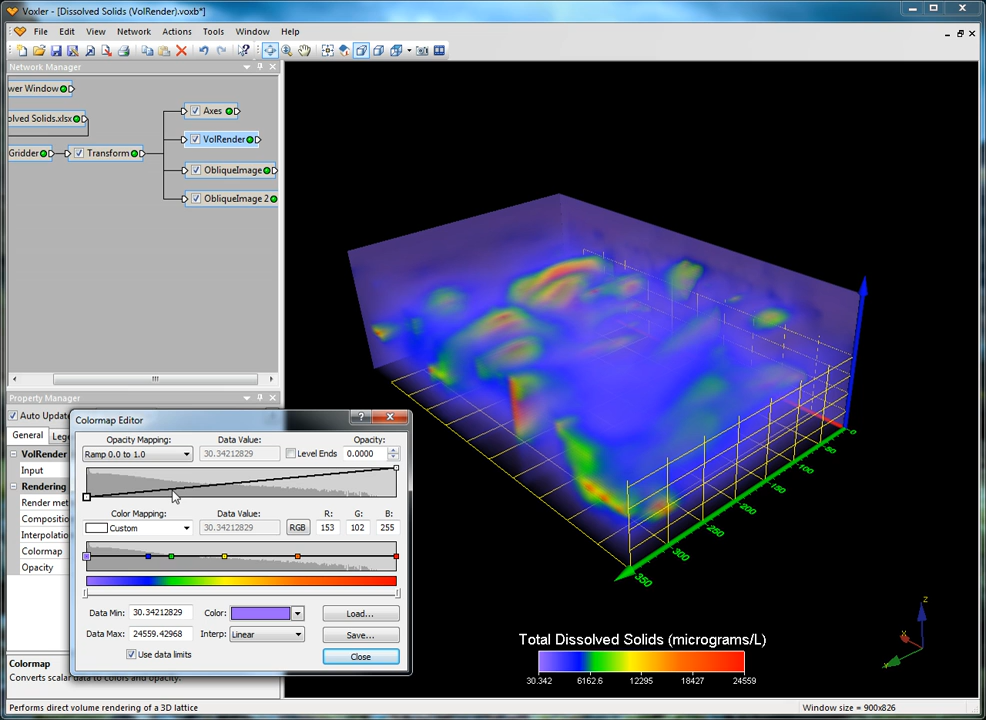 Voxler - [Dissolved Solids (VolRender).voxb*]
File Edit View Network Actions Tools Window Help
Network Manager
wer Window
olved Solids.xlsx
Gridder
Transform
Axes
VolRender
ObliqueImage
ObliqueImage 2
Property Manager
Auto Update
General Leg
VolRender
Input
Rendering
Render met
Compositio
Interpolatio
Colormap
Opacity
Colormap
Converts scalar data to colors and opacity.
Colormap Editor
Opacity Mapping: Data Value: Opacity:
Ramp 0.0 to 1.0 30.34212829 Level Ends 0.0000
Color Mapping: Data Value: R: G: B:
Custom 30.34212829 RGB 153 102 255
Data Min: 30.34212829 Color: Load...
Data Max: 24559.42968 Interp: Linear Save...
Use data limits Close
0
-50
-100
-150
-200
-250
-300
-350
Total Dissolved Solids (micrograms/L)
30.342 6162.6 12295 18427 24559
Z
X
Y
Performs direct volume rendering of a 3D lattice
Window size = 900x826